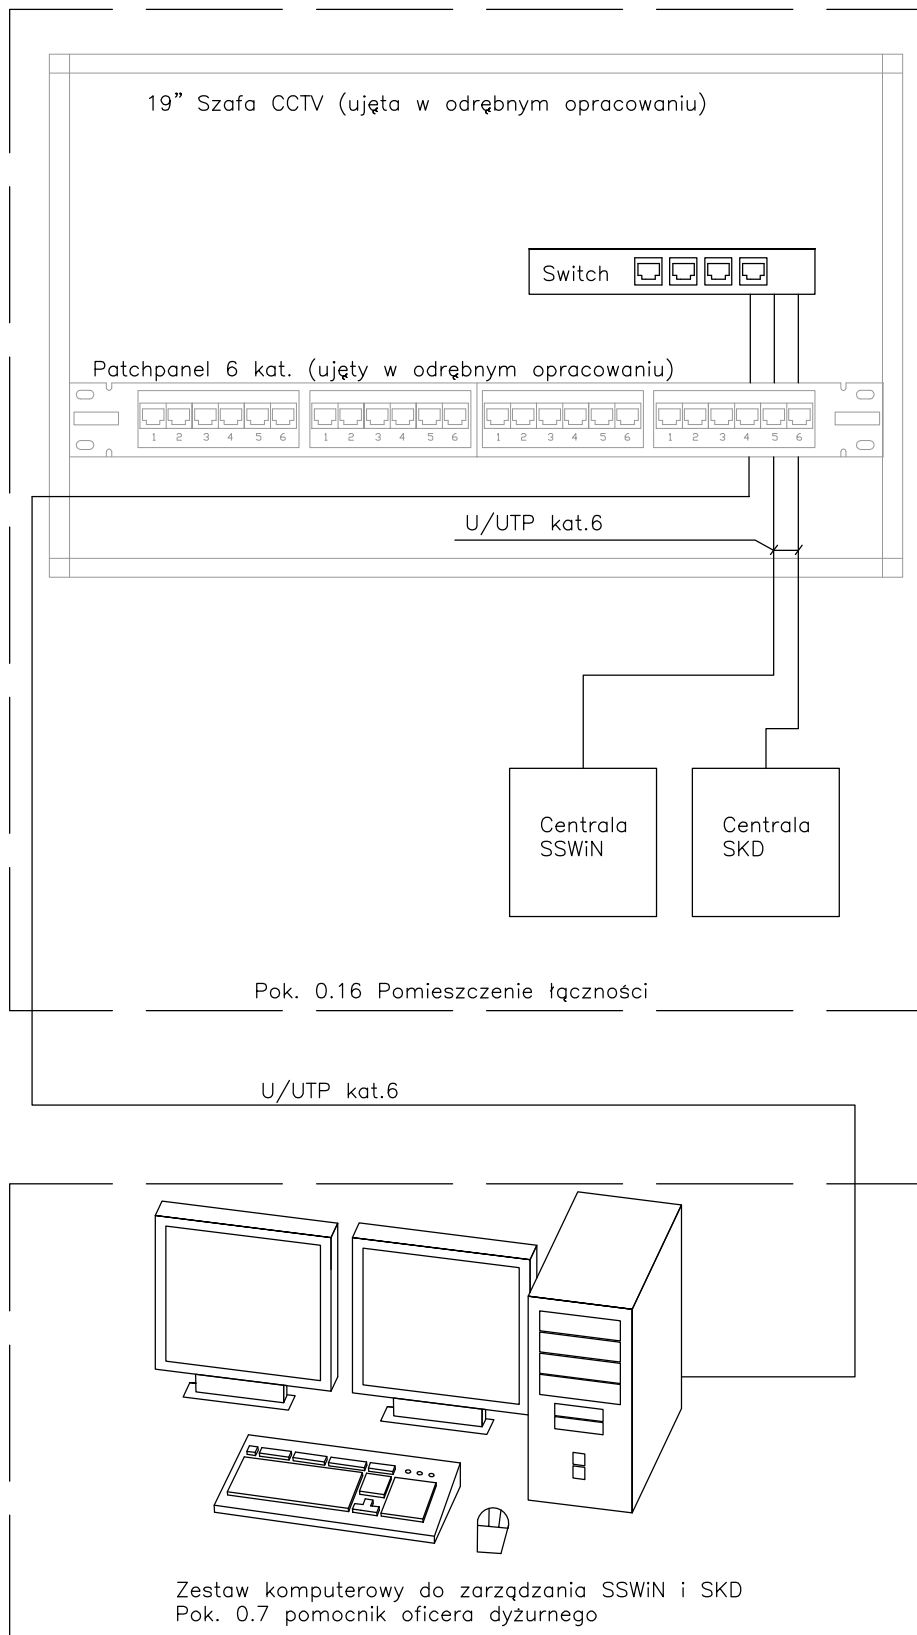 19” Szafa CCTV (ujęta w odrębnym opracowaniu)
Switch
Patchpanel 6 kat. (ujęty w odrębnym opracowaniu)
1 2 3 4 5 6 1 2 3 4 5 6 1 2 3 4 5 6 1 2 3 4 5 6
U/UTP kat.6
Centrala
SSWiN
Centrala
SKD
Pok. 0.16 Pomieszczenie łączności
U/UTP kat.6
Zestaw komputerowy do zarządzania SSWiN i SKD
Pok. 0.7 pomocnik oficera dyżurnego